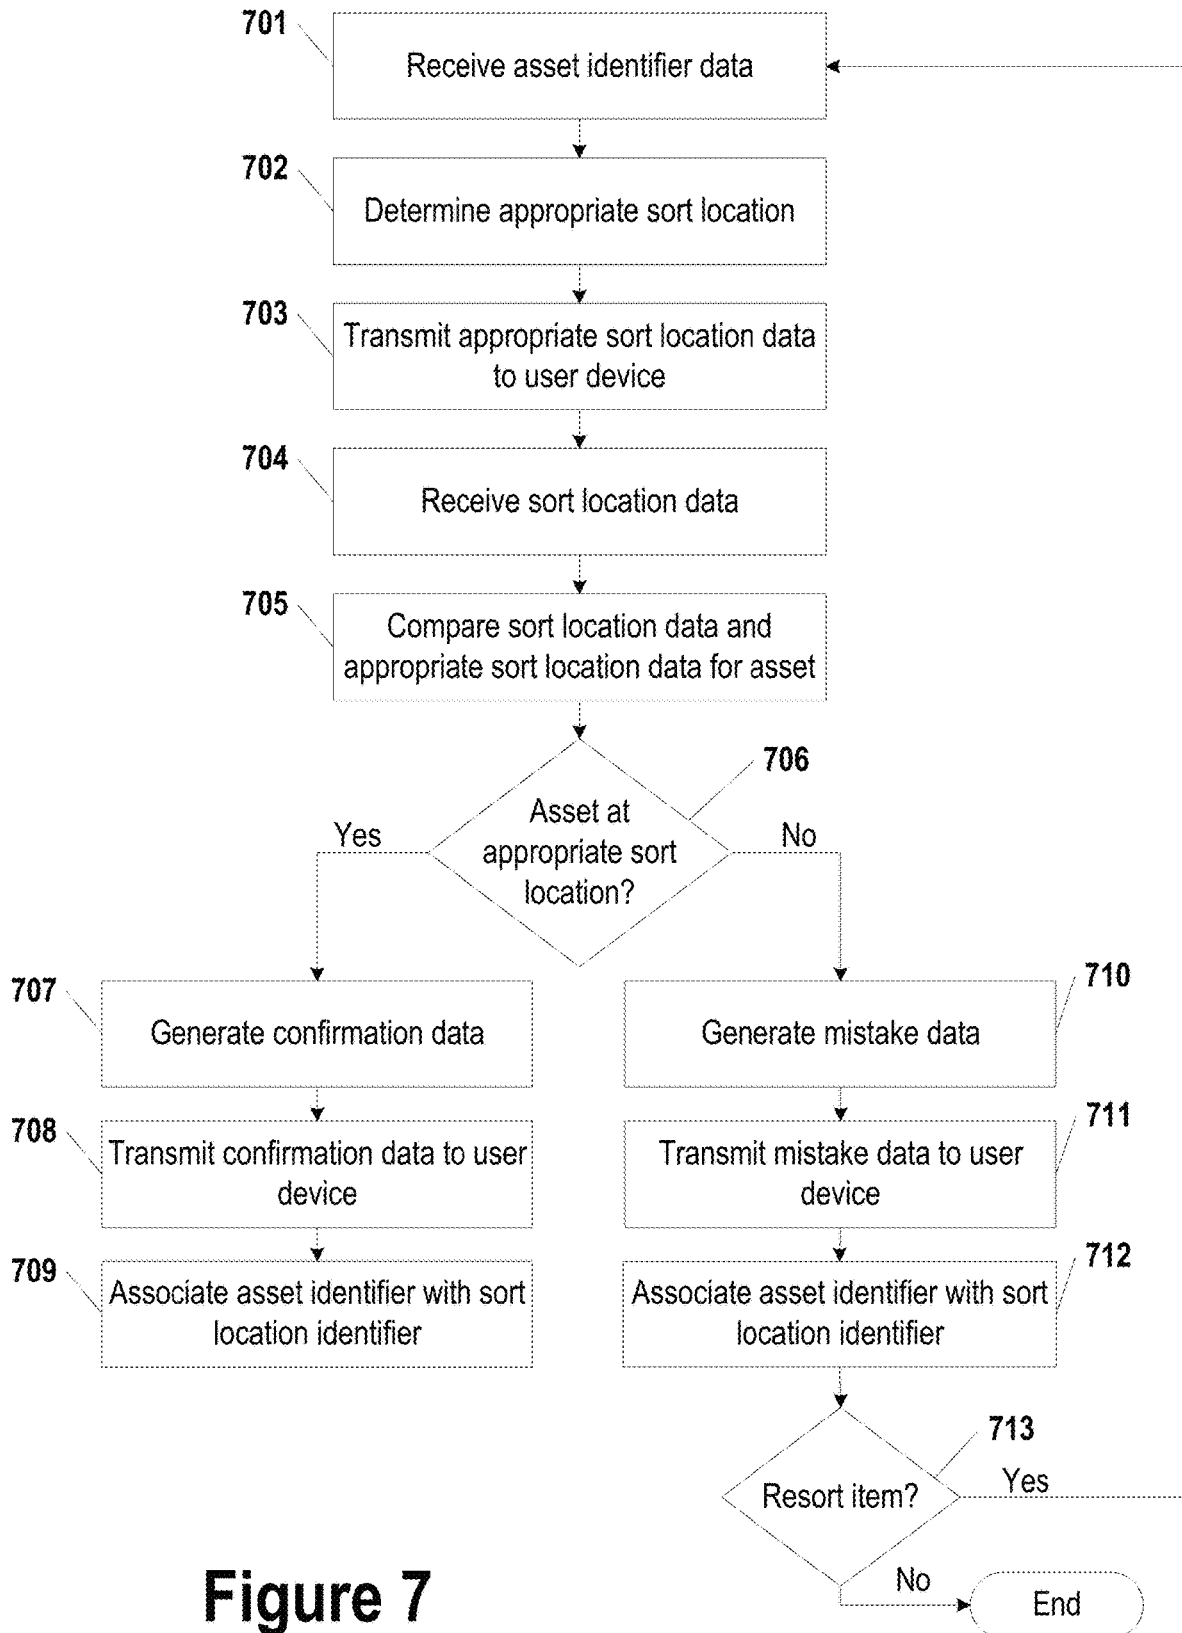 701
Receive asset identifier data
702
Determine appropriate sort location
703
Transmit appropriate sort location data
to user device
704
Receive sort location data
705
Compare sort location data and
appropriate sort location data for asset
706
Asset at
appropriate sort
location?
Yes
No
707
Generate confirmation data
710
Generate mistake data
708
Transmit confirmation data to user
device
711
Transmit mistake data to user
device
709
Associate asset identifier with sort
location identifier
712
Associate asset identifier with sort
location identifier
713
Resort item?
Yes
No
End
Figure 7